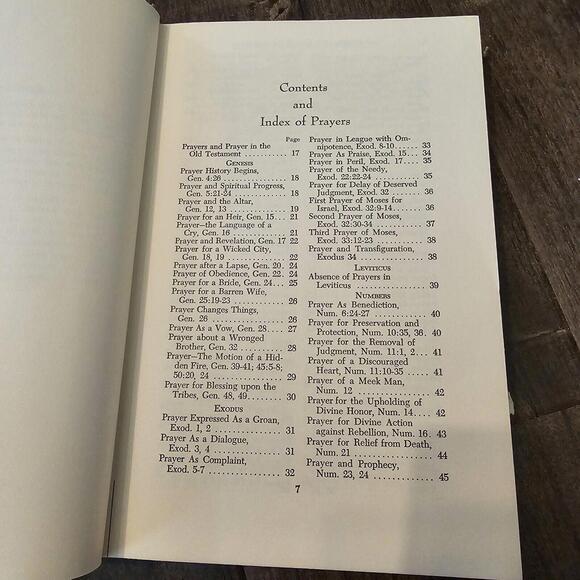 Contents
and
Index of Prayers
Page
Prayers and Prayer in the
Old Testament ........... 17
GENESIS
Prayer History Begins,
Gen. 4:26 ................ 18
Prayer and Spiritual Progress,
Gen. 5:21-24 .............. 18
Prayer and the Altar,
Gen. 12, 13 ............... 19
Prayer for an Heir, Gen. 15.... 21
Prayer—the Language of a
Cry, Gen. 16 .............. 21
Prayer and Revelation, Gen. 17 22
Prayer for a Wicked City,
Gen. 18, 19 ............... 22
Prayer after a Lapse, Gen. 20. 24
Prayer of Obedience, Gen. 22. 24
Prayer for a Bride, Gen. 24... 25
Prayer for a Barren Wife,
Gen. 25:19-23 ............. 26
Prayer Changes Things,
Gen. 26 .................. 26
Prayer As a Vow, Gen. 28.... 27
Prayer about a Wronged
Brother, Gen. 32 .......... 28
Prayer—The Motion of a Hid-
den Fire, Gen. 39-41; 45:5-8;
50:20, 24 ................ 29
Prayer for Blessing upon the
Tribes, Gen. 48, 49......... 30
EXODUS
Prayer Expressed As a Groan,
Exod. 1, 2 ................ 31
Prayer As a Dialogue,
Exod. 3, 4 ................ 31
Prayer As Complaint,
Exod. 5-7 ................ 32
Prayer in League with Om-
nipotence, Exod. 8-10...... 33
Prayer As Praise, Exod. 15... 34
Prayer in Peril, Exod. 17.... 35
Prayer of the Needy,
Exod. 22:22-24 ............ 35
Prayer for Delay of Deserved
Judgment, Exod. 32 ....... 36
First Prayer of Moses for
Israel, Exod. 32:9-14 ...... 36
Second Prayer of Moses,
Exod. 32:30-34 ............ 37
Third Prayer of Moses,
Exod. 33:12-23 ............ 38
Prayer and Transfiguration,
Exodus 34 ................ 38
LEVITICUS
Absence of Prayers in
Leviticus ................ 39
NUMBERS
Prayer As Benediction,
Num. 6:24-27 ............. 40
Prayer for Preservation and
Protection, Num. 10:35, 36. 40
Prayer for the Removal of
Judgment, Num. 11:1, 2... 41
Prayer of a Discouraged
Heart, Num. 11:10-35 ..... 41
Prayer of a Meek Man,
Num. 12 ................. 42
Prayer for the Upholding of
Divine Honor, Num. 14.... 42
Prayer for Divine Action
against Rebellion, Num. 16. 43
Prayer for Relief from Death,
Num. 21 ................. 44
Prayer and Prophecy,
Num. 23, 24 .............. 45
7